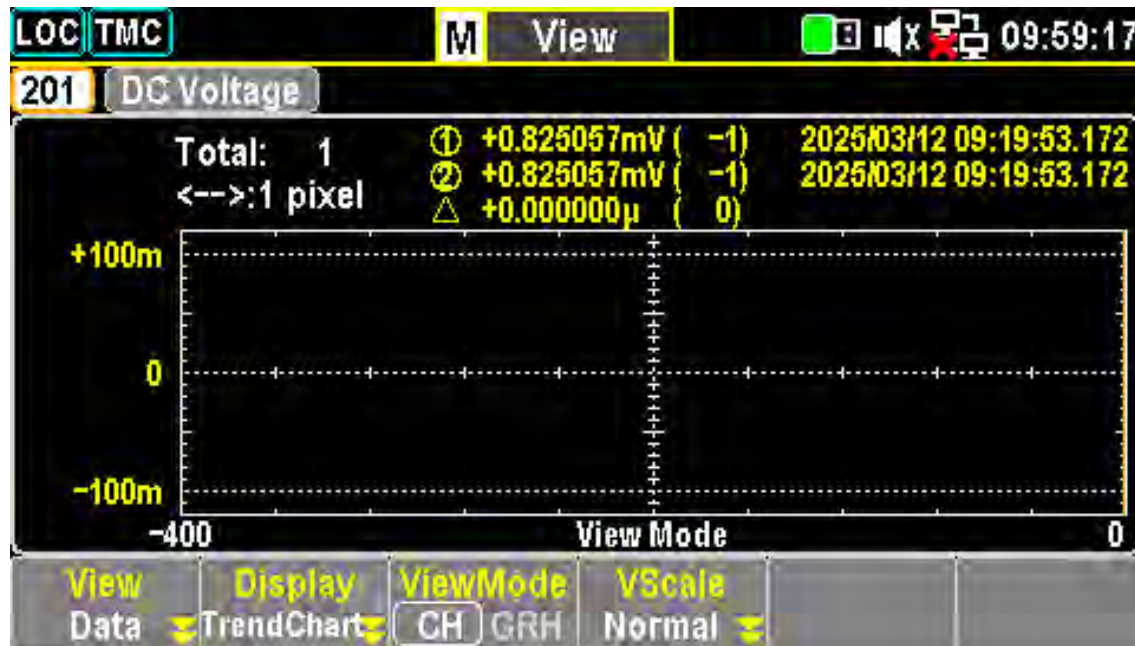 LOC TMC M View X 09:59:17
201 DC Voltage
Total: 1
<-->:1 pixel
① +0.825057mV ( -1) 2025/03/12 09:19:53.172
② +0.825057mV ( -1) 2025/03/12 09:19:53.172
△ +0.000000µ ( 0)
+100m
0
-100m
-400 View Mode 0
View Display ViewMode VScale
Data TrendChart CH GRH Normal